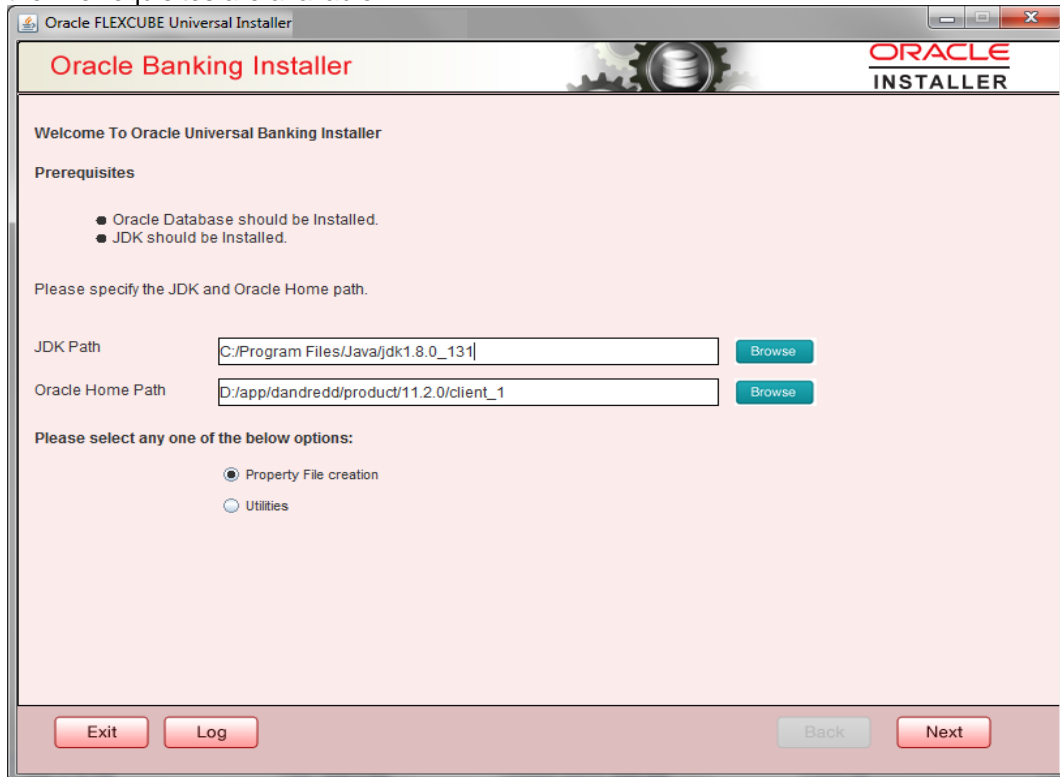 Oracle FLEXCUBE Universal Installer
Oracle Banking Installer
ORACLE
INSTALLER
Welcome To Oracle Universal Banking Installer
Prerequisites
Oracle Database should be Installed.
JDK should be Installed.
Please specify the JDK and Oracle Home path.
JDK Path C:/Program Files/Java/jdk1.8.0_131 Browse
Oracle Home Path D:/app/dandredd/product/11.2.0/client_1 Browse
Please select any one of the below options:
Property File creation
Utilities
Exit Log Back Next